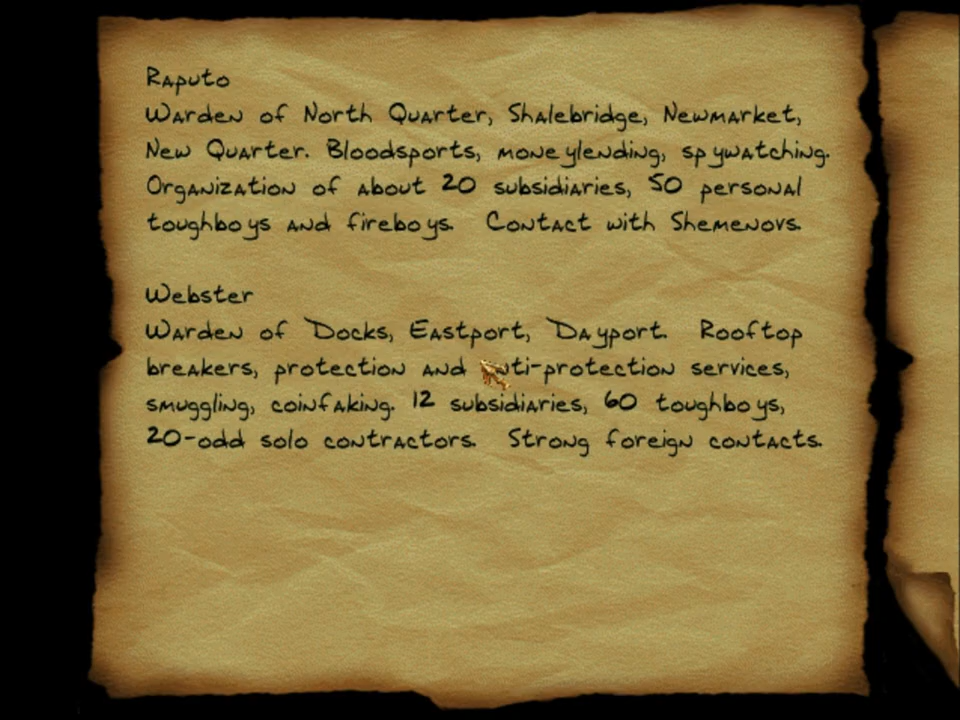 Raputo
Warden of North Quarter, Shalebridge, Newmarket,
New Quarter. Bloodsports, moneylending, spywatching.
Organization of about 20 subsidiaries, 50 personal
toughboys and fireboys. Contact with Shemenovs.
Webster
Warden of Docks, Eastport, Dayport. Rooftop
breakers, protection and anti-protection services,
smuggling, coinfaking. 12 subsidiaries, 60 toughboys,
20-odd solo contractors. Strong foreign contacts.